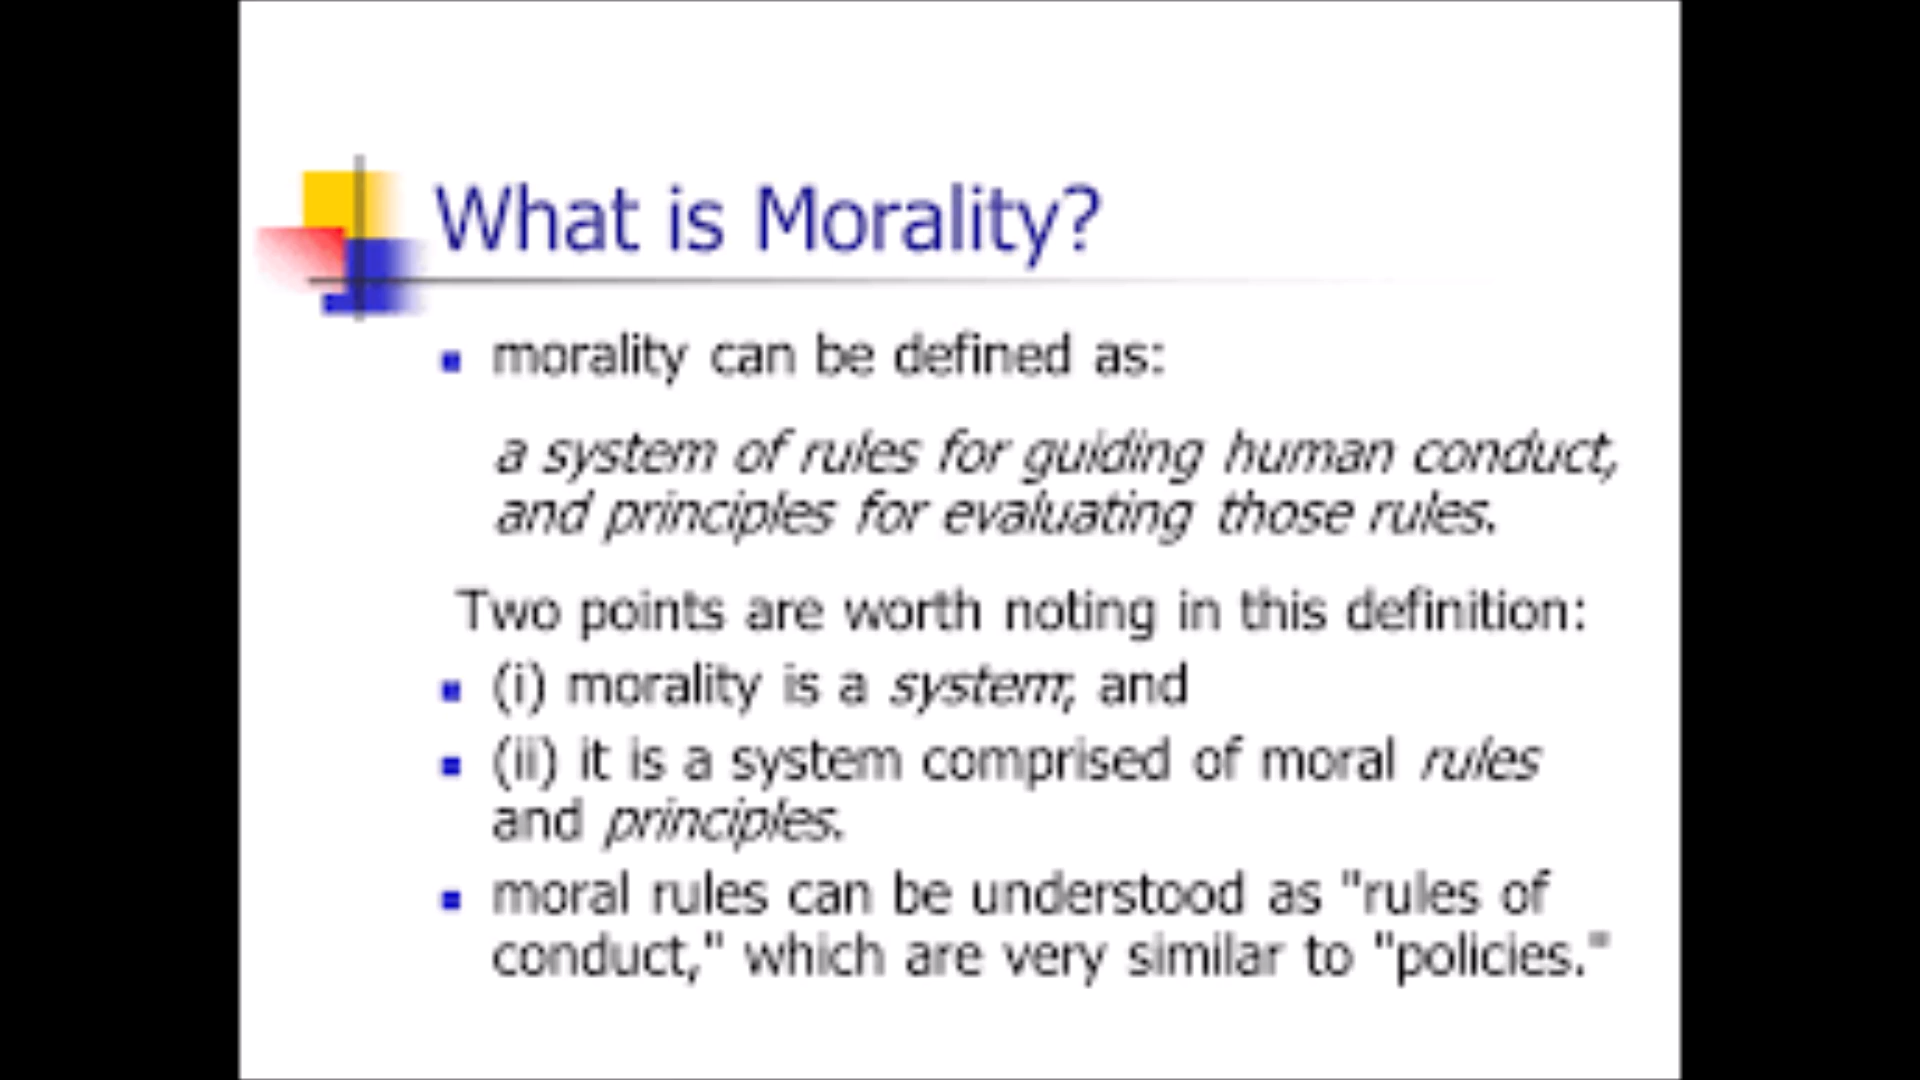 What is Morality?
morality can be defined as:
a system of rules for guiding human conduct,
and principles for evaluating those rules.
Two points are worth noting in this definition:
(i) morality is a system; and
(ii) it is a system comprised of moral rules
and principles.
moral rules can be understood as "rules of
conduct," which are very similar to "policies."